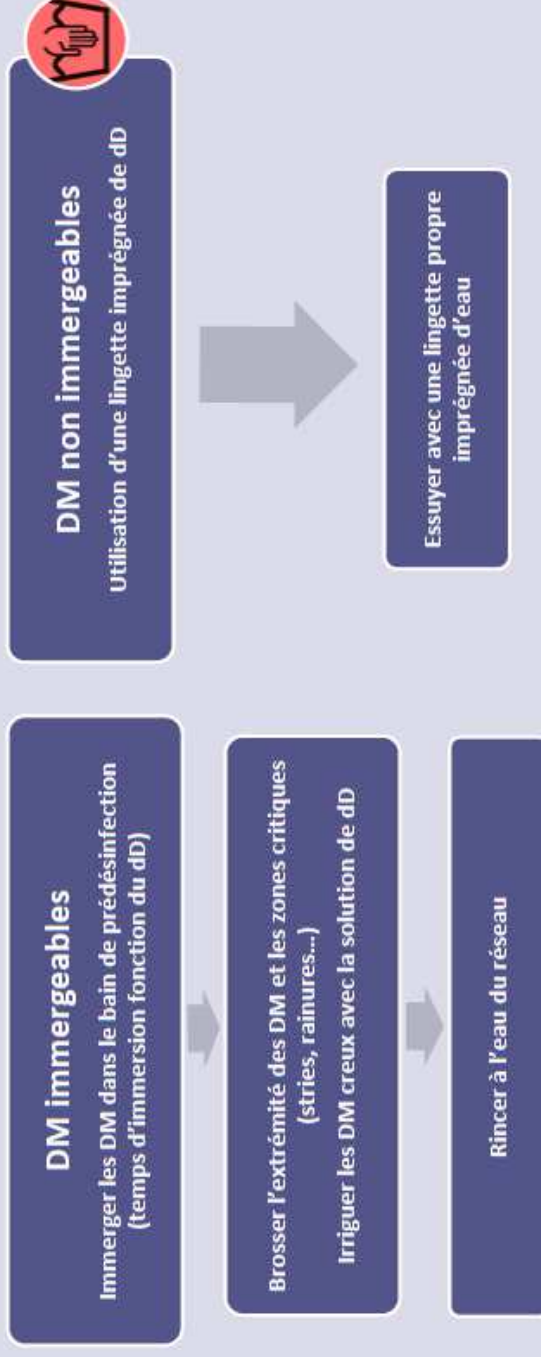 DM immergeables
Immerger les DM dans le bain de prédésinfection
(temps d'immersion fonction du dD)
Brosser l'extrémité des DM et les zones critiques
(stries, rainures...)
Irriguer les DM creux avec la solution de dD
Rincer à l'eau du réseau
DM non immergeables
Utilisation d'une lingette imprégnée de dD
Essuyer avec une lingette propre
imprégnée d'eau